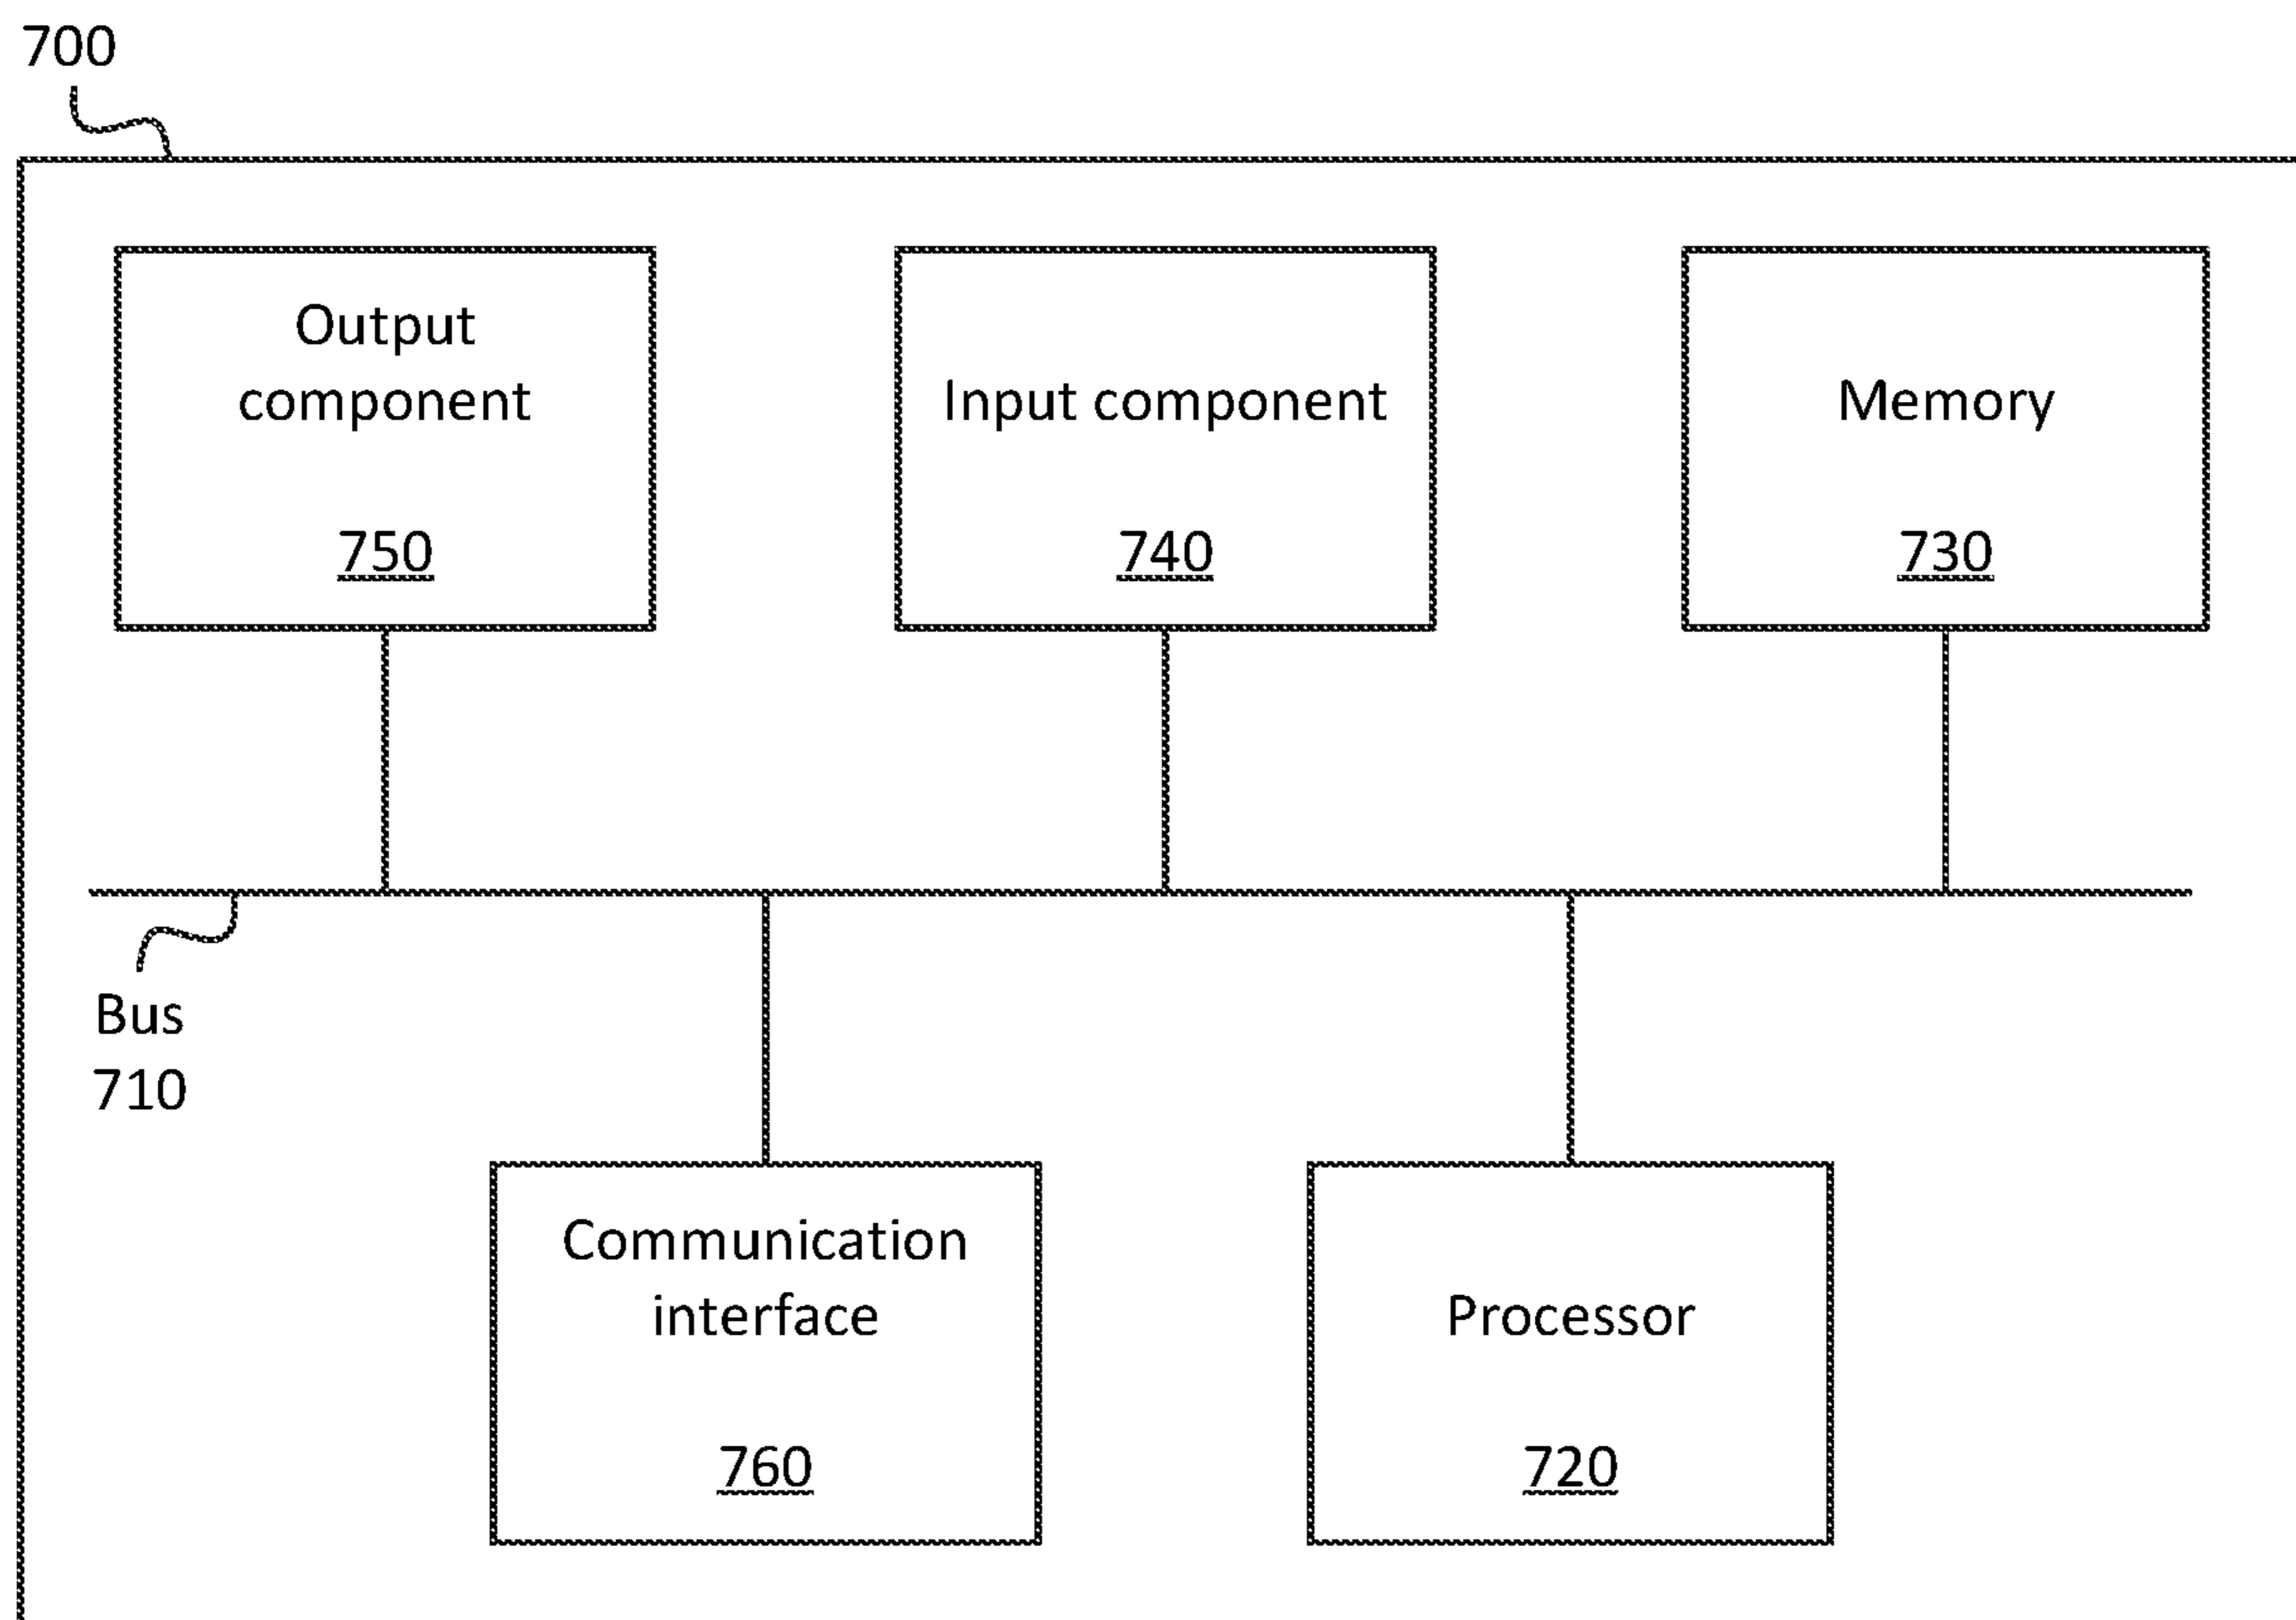 700
Output
component
750
Input component
740
Memory
730
Bus
710
Communication
interface
760
Processor
720